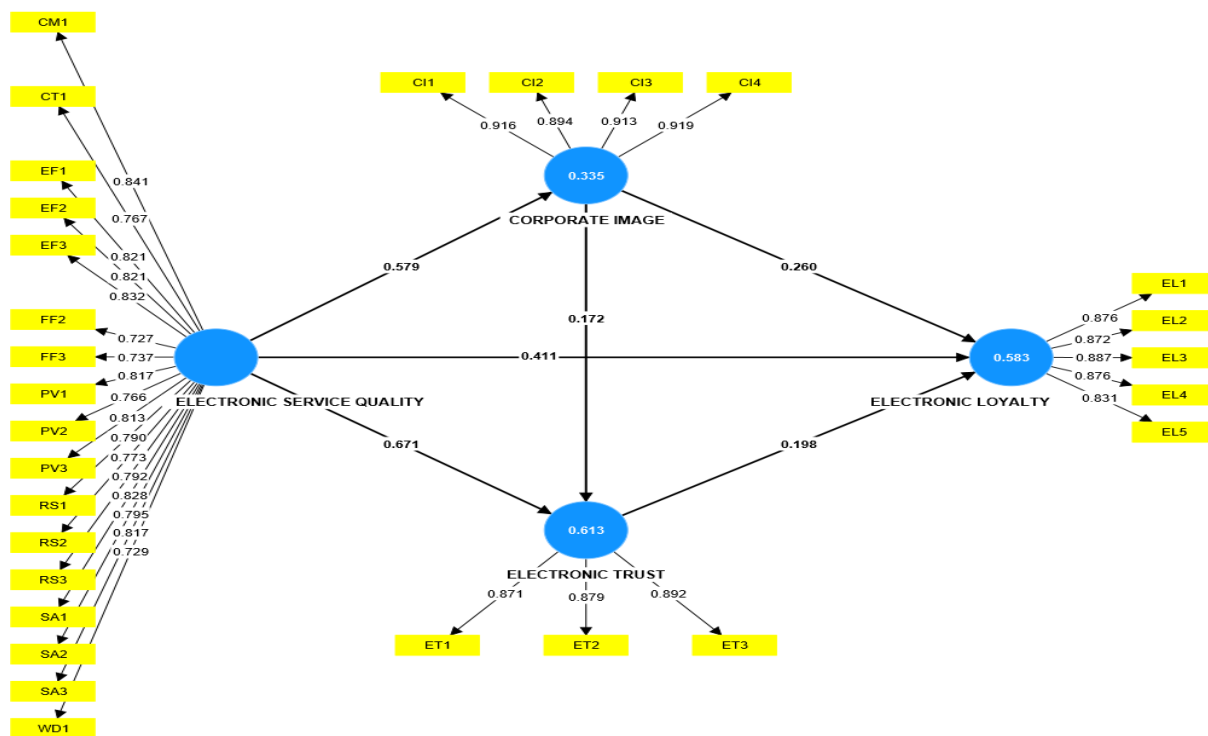 CM1
CT1
EF1
EF2
EF3
FF2
FF3
PV1
PV2
PV3
RS1
RS2
RS3
SA1
SA2
SA3
WD1
0.841
0.767
0.821
0.821
0.832
0.727
0.737
0.817
0.766
0.813
0.790
0.773
0.792
0.828
0.795
0.817
0.729
ELECTRONIC SERVICE QUALITY
CI1 CI2 CI3 CI4
0.916 0.894 0.913 0.919
0.335
CORPORATE IMAGE
0.579
0.260
0.172
0.411
0.671
0.198
0.613
ELECTRONIC TRUST
0.871 0.879 0.892
ET1 ET2 ET3
0.583
ELECTRONIC LOYALTY
0.876
0.872
0.887
0.876
0.831
EL1
EL2
EL3
EL4
EL5